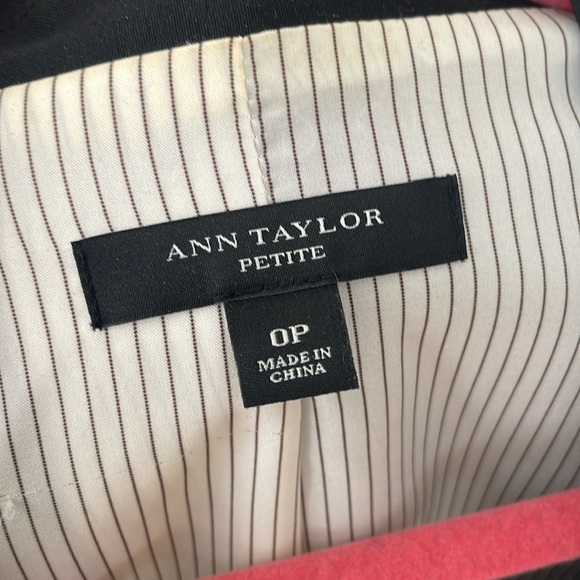 ANN TAYLOR
PETITE
0P
MADE IN
CHINA